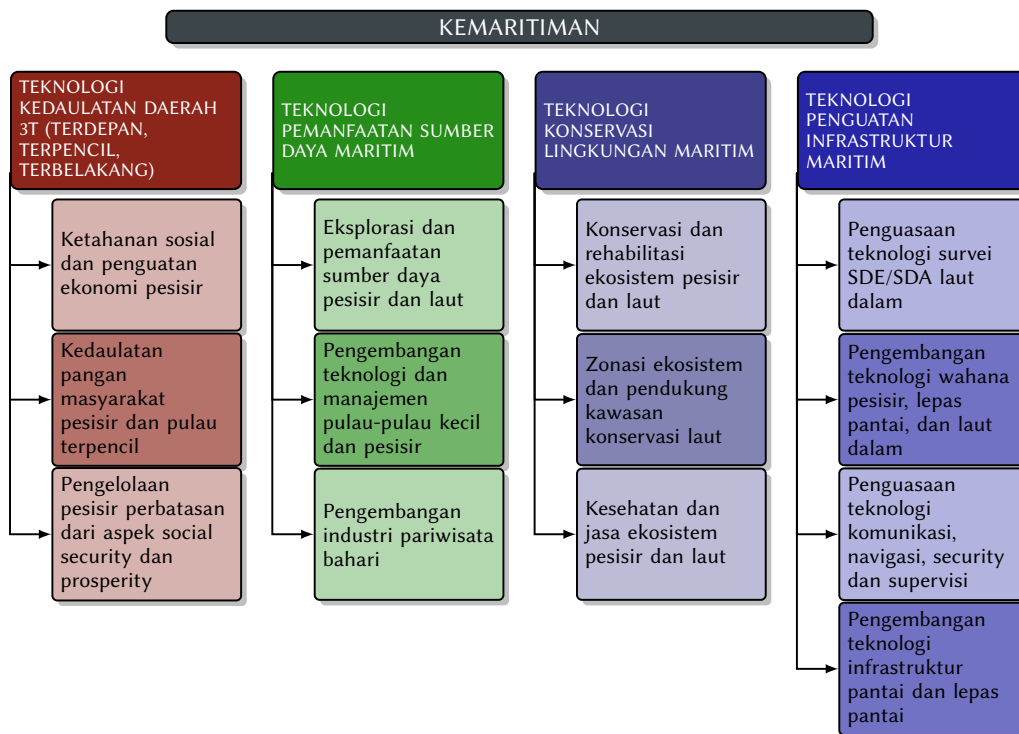 KEMARITIMAN
TEKNOLOGI
KEDAULATAN DAERAH
3T (TERDEPAN,
TERPENCIL,
TERBELAKANG)
Ketahanan sosial
dan penguatan
ekonomi pesisir
Kedaulatan
pangan
masyarakat
pesisir dan pulau
terpencil
Pengelolaan
pesisir perbatasan
dari aspek social
security dan
prosperity
TEKNOLOGI
PEMANFAATAN SUMBER
DAYA MARITIM
Eksplorasi dan
pemanfaatan
sumber daya
pesisir dan laut
Pengembangan
teknologi dan
manajemen
pulau-pulau kecil
dan pesisir
Pengembangan
industri pariwisata
bahari
TEKNOLOGI
KONSERVASI
LINGKUNGAN MARITIM
Konservasi dan
rehabilitasi
ekosistem pesisir
dan laut
Zonasi ekosistem
dan pendukung
kawasan
konservasi laut
Kesehatan dan
jasa ekosistem
pesisir dan laut
TEKNOLOGI
PENGUATAN
INFRASTRUKTUR
MARITIM
Penguasaan
teknologi survei
SDE/SDA laut
dalam
Pengembangan
teknologi wahana
pesisir, lepas
pantai, dan laut
dalam
Penguasaan
teknologi
komunikasi,
navigasi, security
dan supervisi
Pengembangan
teknologi
infrastruktur
pantai dan lepas
pantai